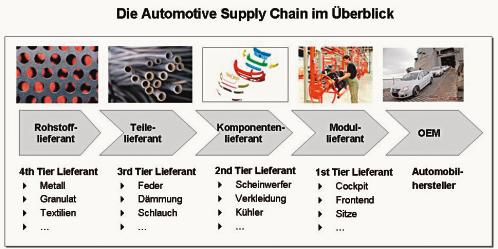 Die Automotive Supply Chain im Überblick
Rohstoff-
lieferant
Teile-
lieferant
Komponenten-
lieferant
Modul-
lieferant
OEM
4th Tier Lieferant
Metall
Granulat
Textilien
...
3rd Tier Lieferant
Feder
Dämmung
Schlauch
...
2nd Tier Lieferant
Scheinwerfer
Verkleidung
Kühler
...
1st Tier Lieferant
Cockpit
Frontend
Sitze
...
Automobil-
hersteller